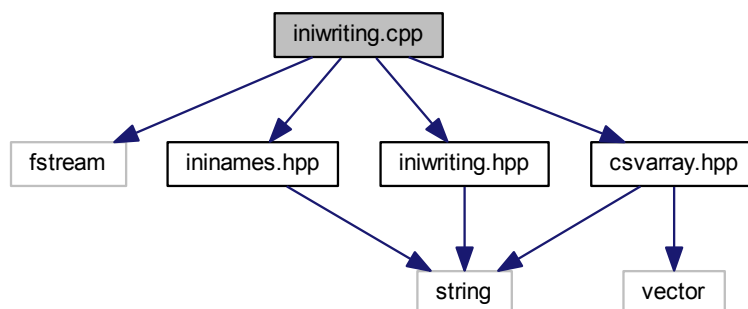 iniwriting.cpp
fstream
ininames.hpp
iniwriting.hpp
csvarray.hpp
string
vector